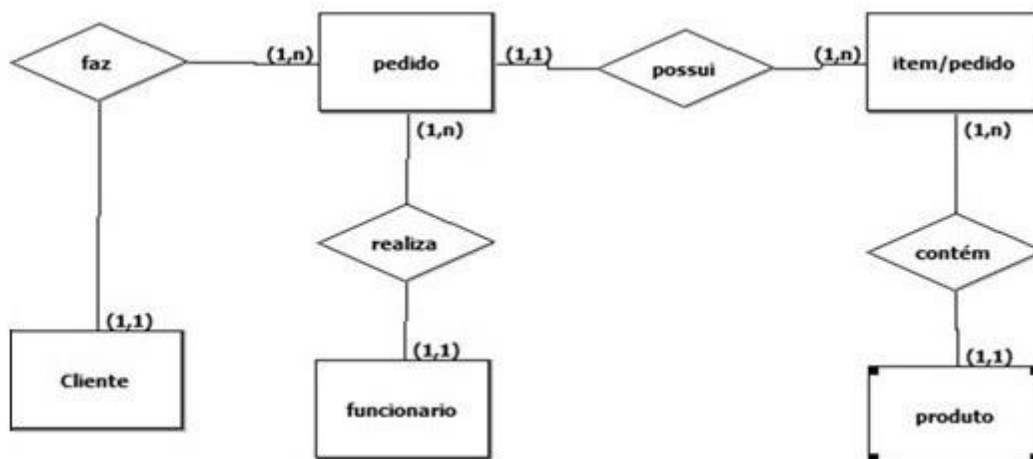 faz
(1,n)
pedido
(1,1)
possui
(1,n)
item/pedido
(1,n)
(1,n)
realiza
contém
(1,1)
Cliente
(1,1)
funcionario
(1,1)
produto